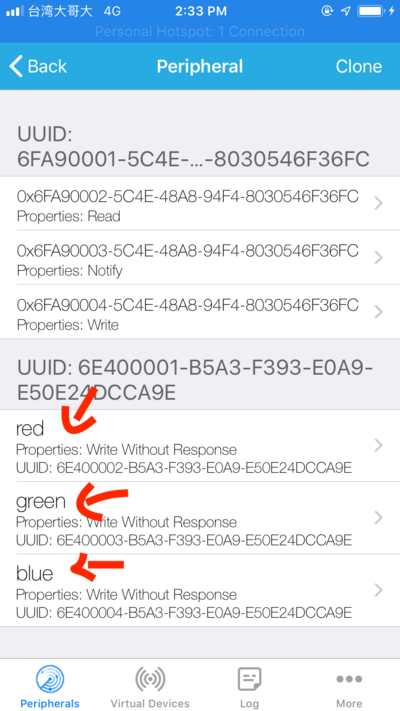 台湾大哥大 4G 2:33 PM
Personal Hotspot: 1 Connection
Back Peripheral Clone
UUID:
6FA90001-5C4E-...-8030546F36FC
0x6FA90002-5C4E-48A8-94F4-8030546F36FC
Properties: Read
0x6FA90003-5C4E-48A8-94F4-8030546F36FC
Properties: Notify
0x6FA90004-5C4E-48A8-94F4-8030546F36FC
Properties: Write
UUID: 6E400001-B5A3-F393-E0A9-
E50E24DCCA9E
red
Properties: Write Without Response
UUID: 6E400002-B5A3-F393-E0A9-E50E24DCCA9E
green
Properties: Write Without Response
UUID: 6E400003-B5A3-F393-E0A9-E50E24DCCA9E
blue
Properties: Write Without Response
UUID: 6E400004-B5A3-F393-E0A9-E50E24DCCA9E
Peripherals Virtual Devices Log More